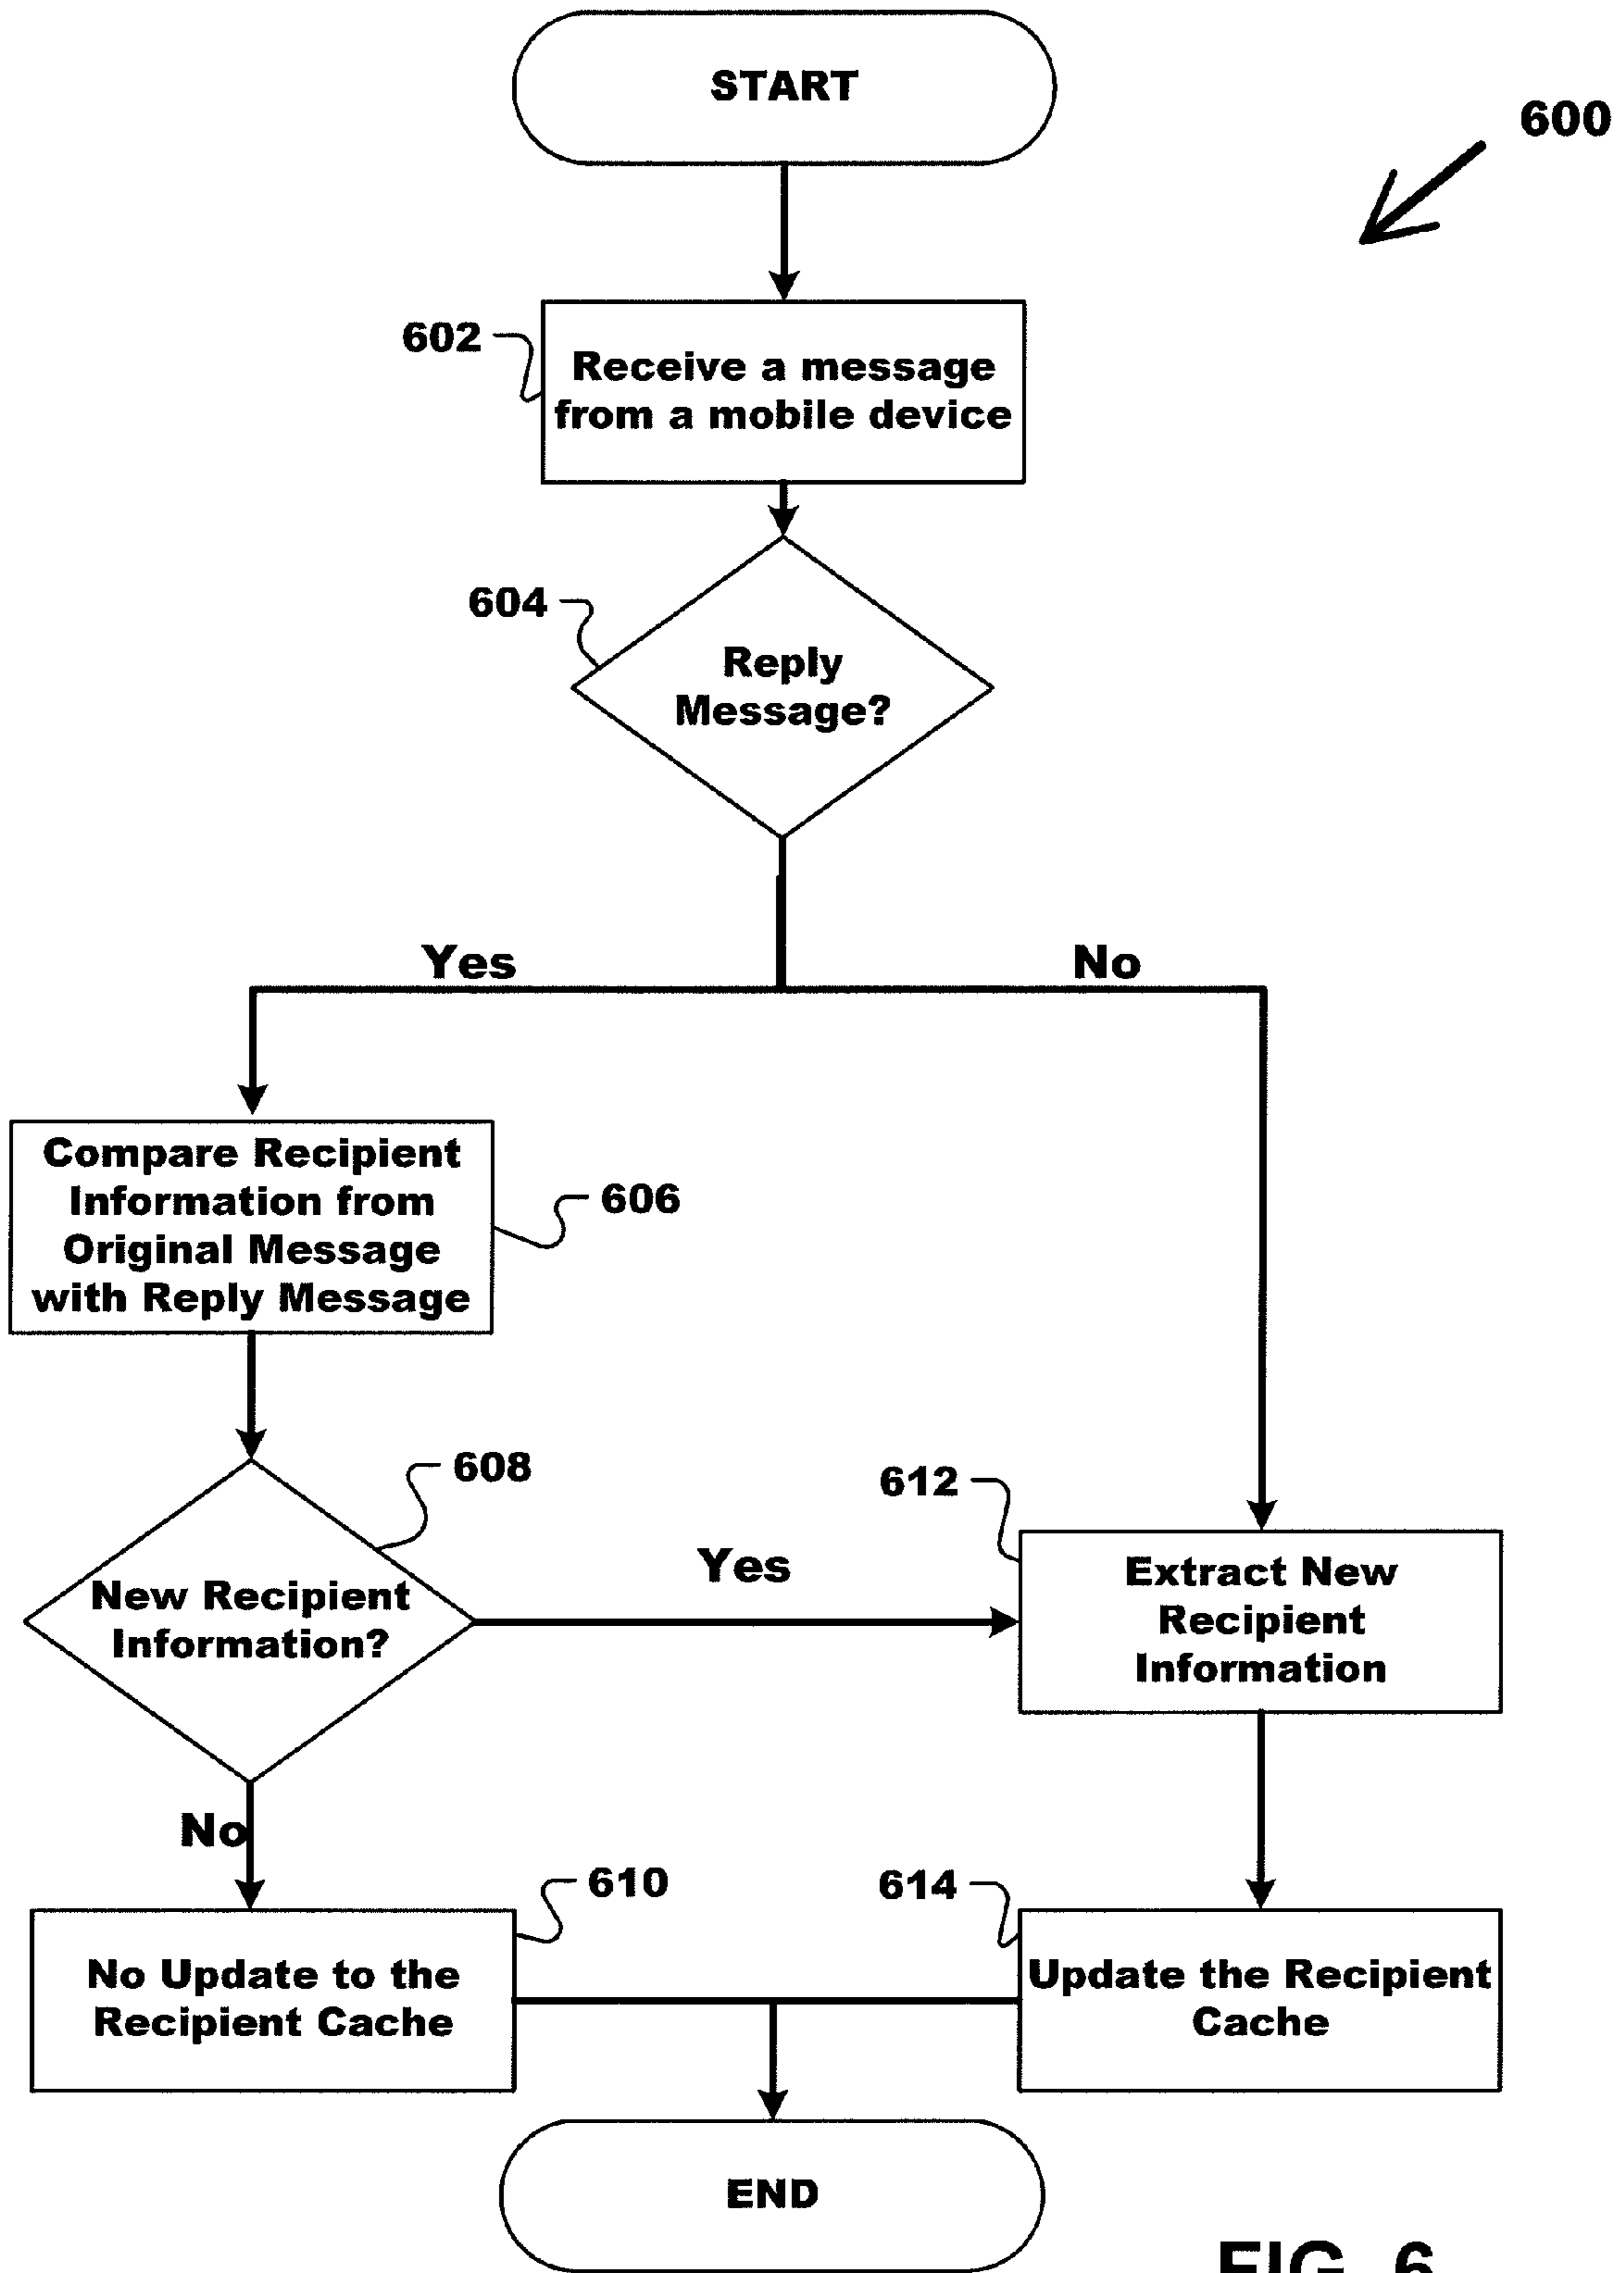 START
600
602
Receive a message
from a mobile device
604
Reply
Message?
Yes
No
Compare Recipient
Information from
Original Message
with Reply Message
606
608
New Recipient
Information?
Yes
612
Extract New
Recipient
Information
No
610
614
No Update to the
Recipient Cache
Update the Recipient
Cache
END
FIG. 6